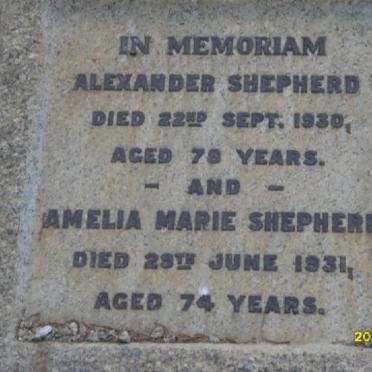 IN MEMORIAM
ALEXANDER SHEPHERD
DIED 22ND SEPT. 1930,
AGED 78 YEARS.
– AND –
AMELIA MARIE SHEPHERD
DIED 29TH JUNE 1931,
AGED 74 YEARS.
20